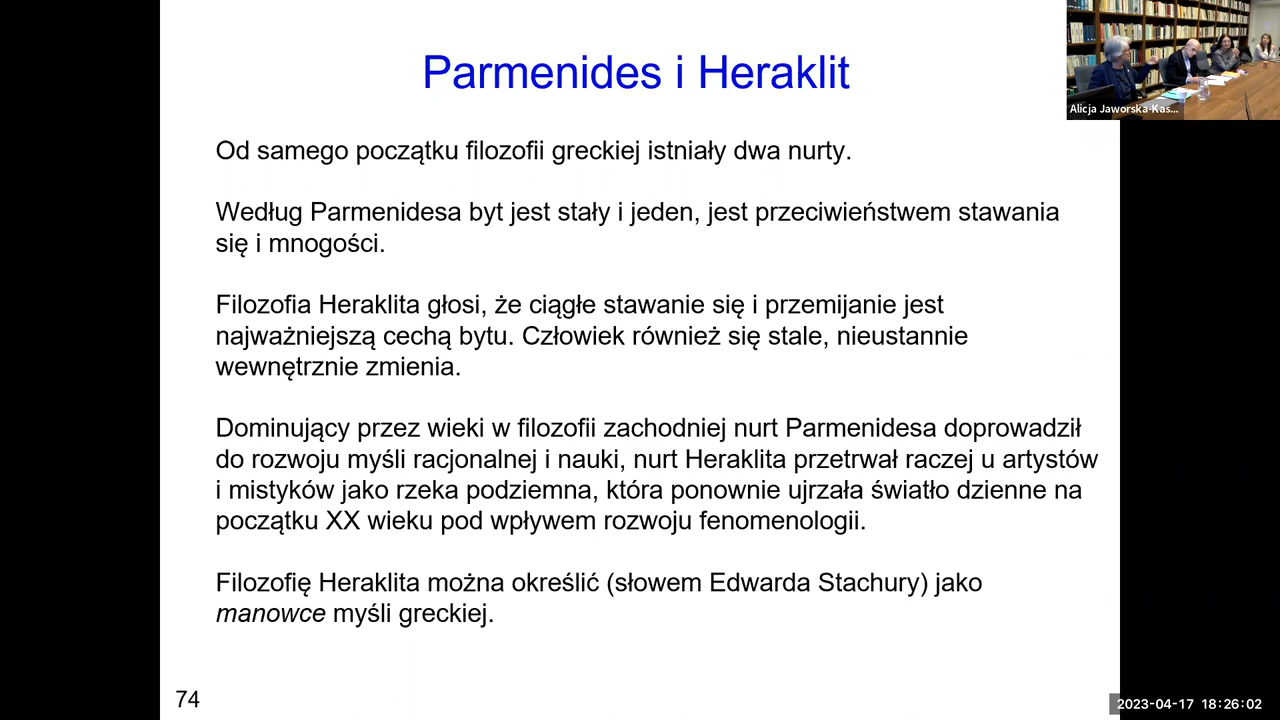 Parmenides i Heraklit
Alicja Jaworska-Kas...
Od samego początku filozofii greckiej istniały dwa nurty.
Według Parmenidesa byt jest stały i jeden, jest przeciwieństwem stawania
się i mnogości.
Filozofia Heraklita głosi, że ciągłe stawanie się i przemijanie jest
najważniejszą cechą bytu. Człowiek również się stale, nieustannie
wewnętrznie zmienia.
Dominujący przez wieki w filozofii zachodniej nurt Parmenidesa doprowadził
do rozwoju myśli racjonalnej i nauki, nurt Heraklita przetrwał raczej u artystów
i mistyków jako rzeka podziemna, która ponownie ujrzała światło dzienne na
początku XX wieku pod wpływem rozwoju fenomenologii.
Filozofię Heraklita można określić (słowem Edwarda Stachury) jako
manowce myśli greckiej.
74
2023-04-17 18:26:02